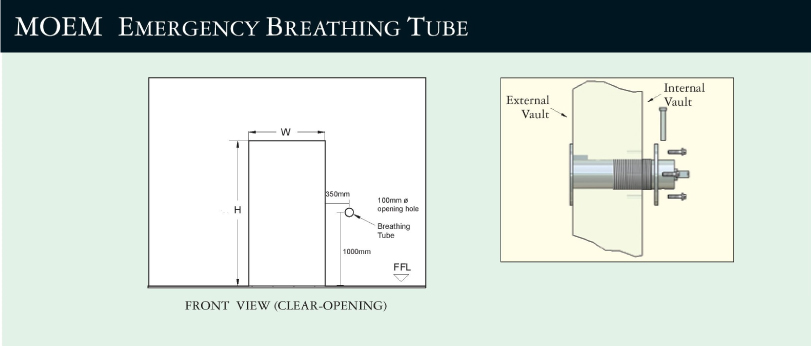 MOEM EMERGENCY BREATHING TUBE
W
H
350mm
100mm ø
opening hole
Breathing
Tube
1000mm
FFL
FRONT VIEW (CLEAR-OPENING)
External
Vault
Internal
Vault